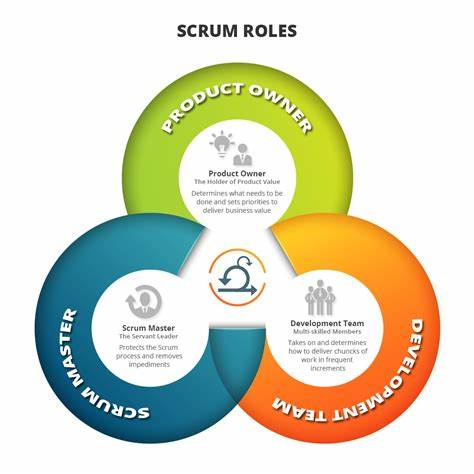 SCRUM ROLES
PRODUCT OWNER
Product Owner
The Holder of Product Value
Determines what needs to be
done and sets priorities to
deliver business value
SCRUM MASTER
Scrum Master
The Servant Leader
Protects the Scrum
process and removes
impediments
Development Team
Multi-skilled Members
Takes on and determines
how to deliver chuncks of
work in frequent
increments
DEVELOPMENT TEAM